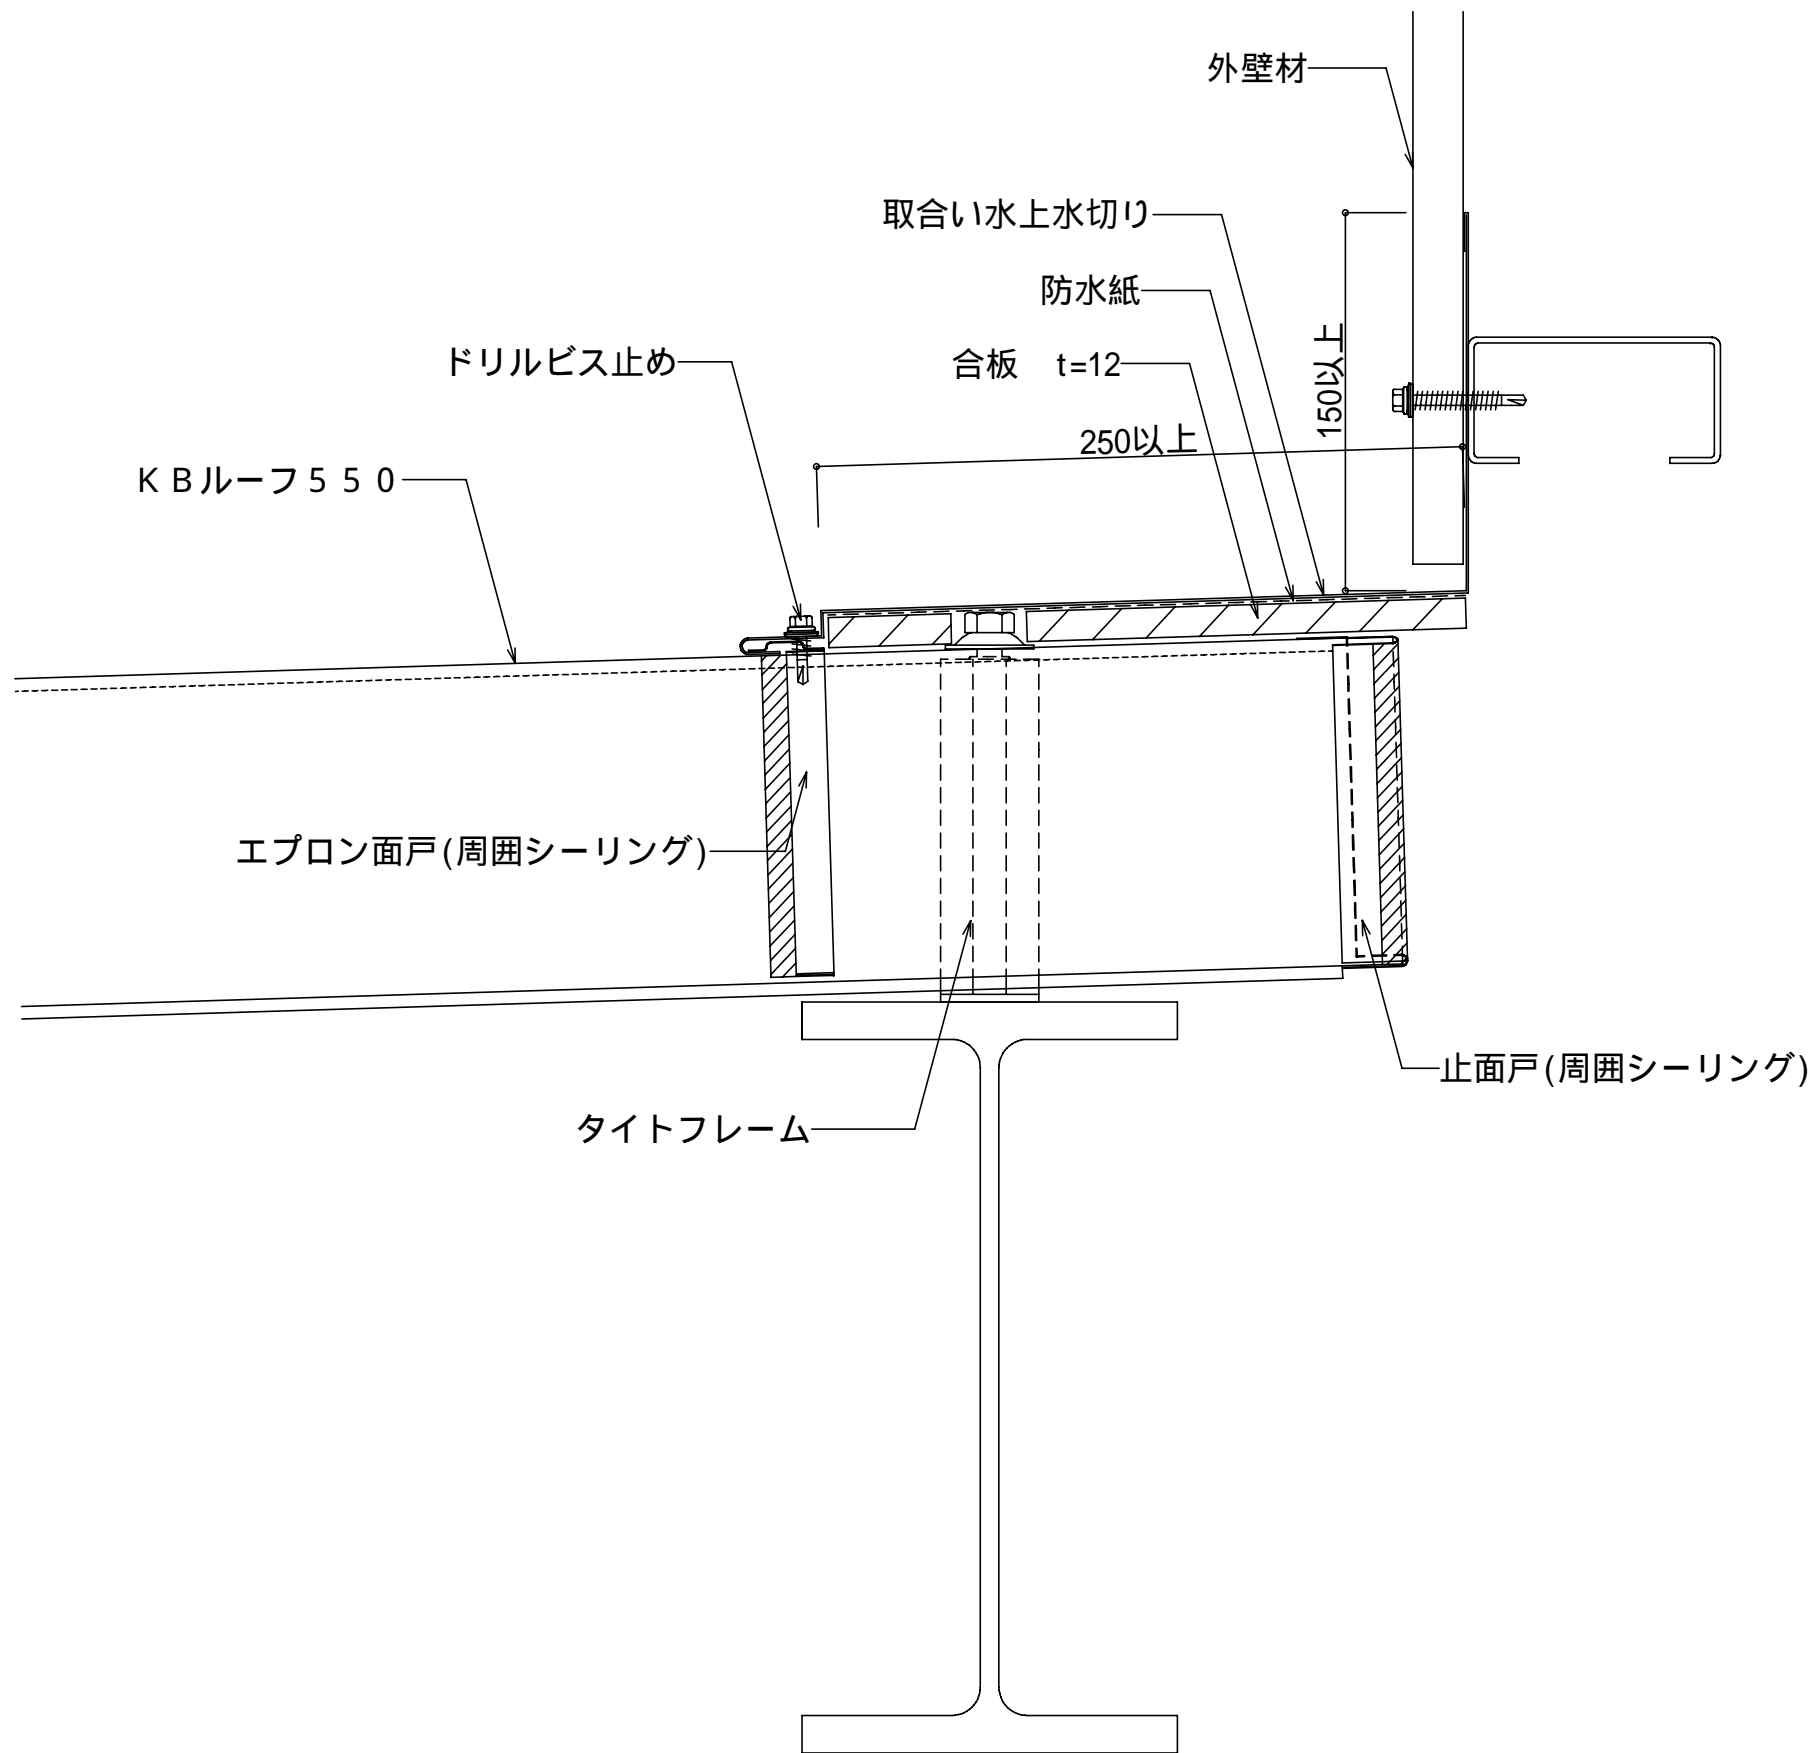 外壁材
取合い水上水切り
防水紙
合板　t=12
ドリルビス止め
150以上
250以上
ＫＢルーフ５５０
エプロン面戸(周囲シーリング)
止面戸(周囲シーリング)
タイトフレーム